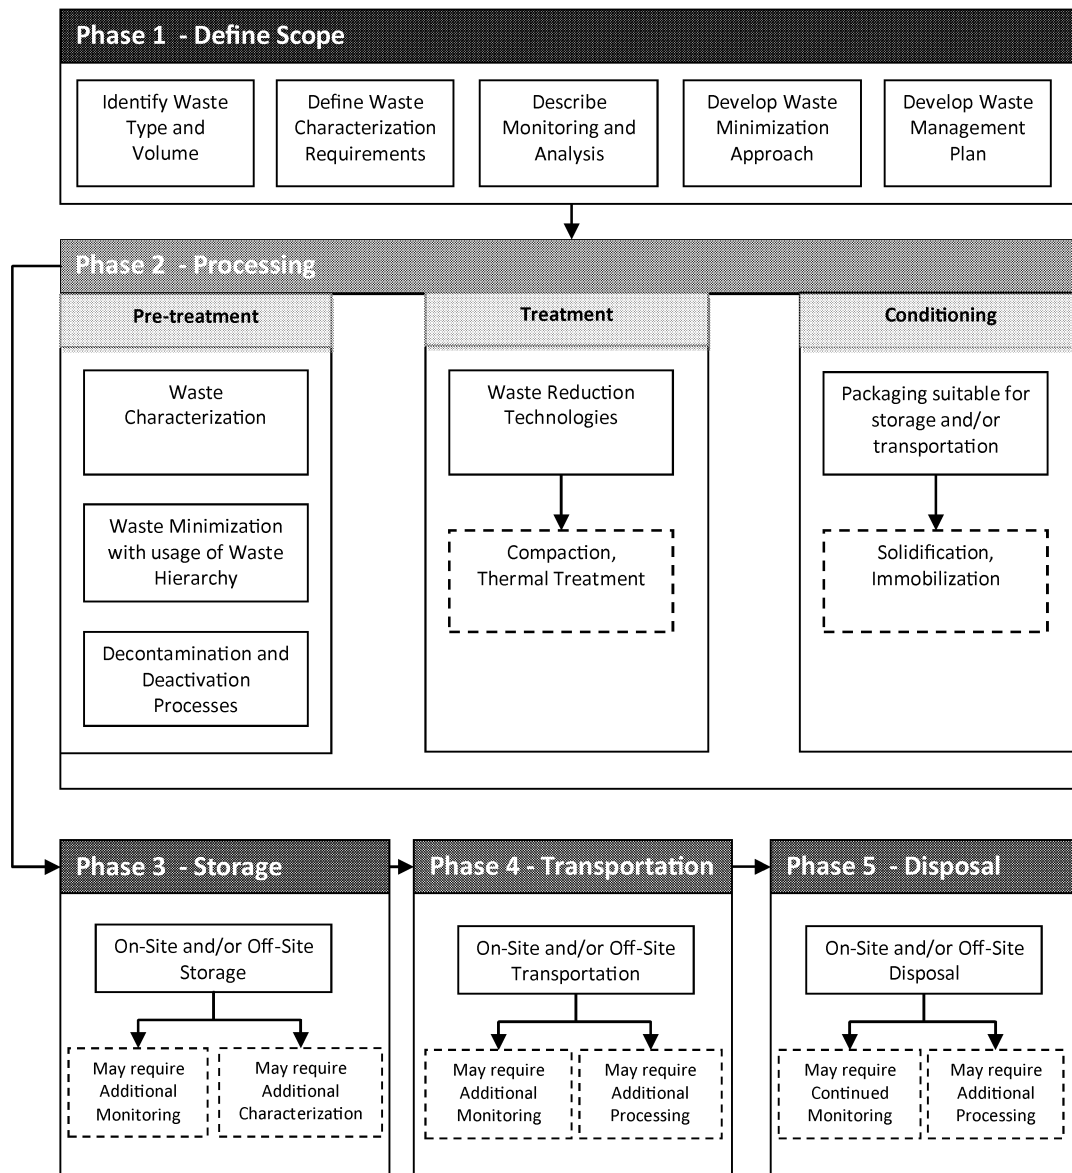 Phase 1 - Define Scope
Identify Waste
Type and
Volume
Define Waste
Characterization
Requirements
Describe
Monitoring and
Analysis
Develop Waste
Minimization
Approach
Develop Waste
Management
Plan
Phase 2 - Processing
Pre-treatment
Waste
Characterization
Waste Minimization
with usage of Waste
Hierarchy
Decontamination and
Deactivation
Processes
Treatment
Waste Reduction
Technologies
Compaction,
Thermal Treatment
Conditioning
Packaging suitable for
storage and/or
transportation
Solidification,
Immobilization
Phase 3 - Storage
On-Site and/or Off-Site
Storage
May require
Additional
Monitoring
May require
Additional
Characterization
Phase 4 - Transportation
On-Site and/or Off-Site
Transportation
May require
Additional
Monitoring
May require
Additional
Processing
Phase 5 - Disposal
On-Site and/or Off-Site
Disposal
May require
Continued
Monitoring
May require
Additional
Processing